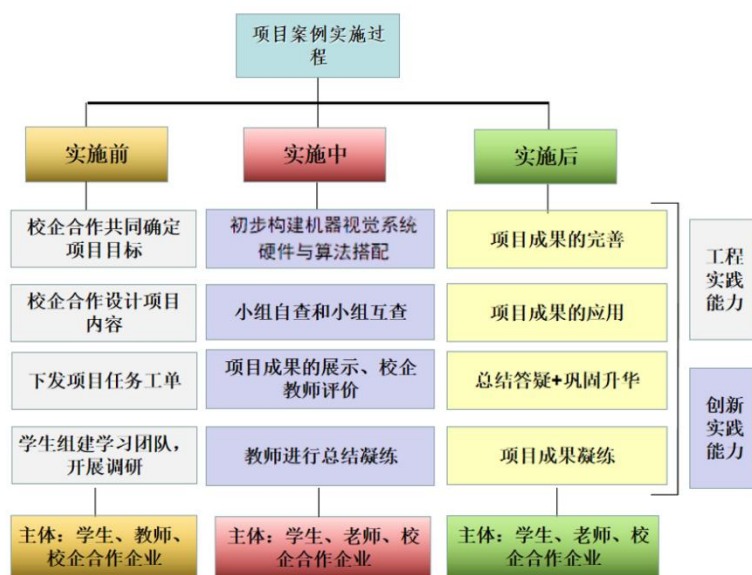 项目案例实施过
程
实施前
实施中
实施后
校企合作共同确定
项目目标
校企合作设计项目
内容
下发项目任务工单
学生组建学习团队，
开展调研
主体：学生、教师、
校企合作企业
初步构建机器视觉系统
硬件与算法搭配
小组自查和小组互查
项目成果的展示、校企
教师评价
教师进行总结凝练
主体：学生、老师、校
企合作企业
项目成果的完善
项目成果的应用
总结答疑+巩固升华
项目成果凝练
主体：学生、老师、校
企合作企业
工程
实践
能力
创新
实践
能力